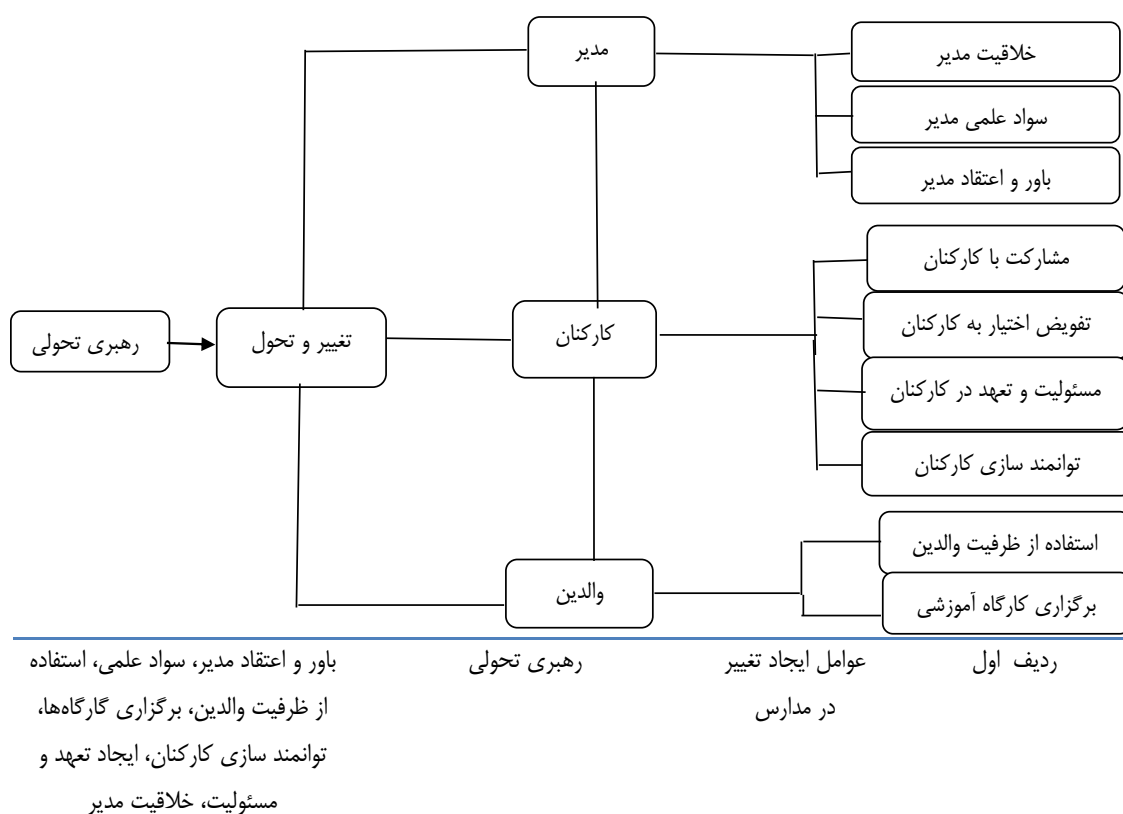 مدیر
خلاقیت مدیر
سواد علمی مدیر
باور و اعتقاد مدیر
مشارکت با کارکنان
تفویض اختیار به کارکنان
مسئولیت و تعهد در کارکنان
توانمند سازی کارکنان
کارکنان
تغییر و تحول
رهبری تحولی
استفاده از ظرفیت والدین
برگزاری کارگاه آموزشی
والدین
ردیف اول
عوامل ایجاد تغییر
در مدارس
رهبری تحولی
باور و اعتقاد مدیر، سواد علمی، استفاده
از ظرفیت والدین، برگزاری گارگاه‌ها،
توانمند سازی کارکنان، ایجاد تعهد و
مسئولیت، خلاقیت مدیر